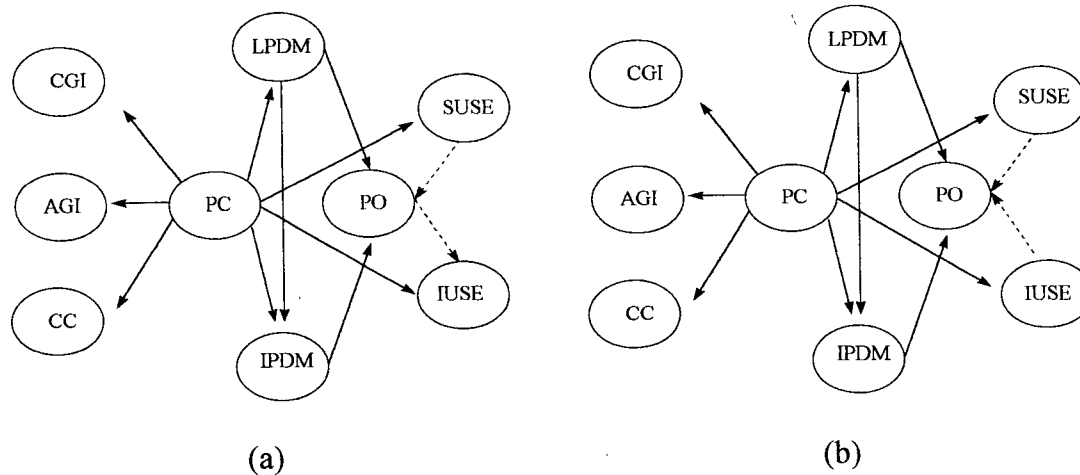 LPDM
CGI
SUSE
AGI
PC
PO
CC
IUSE
IPDM
(a)
LPDM
CGI
SUSE
AGI
PC
PO
CC
IUSE
IPDM
(b)